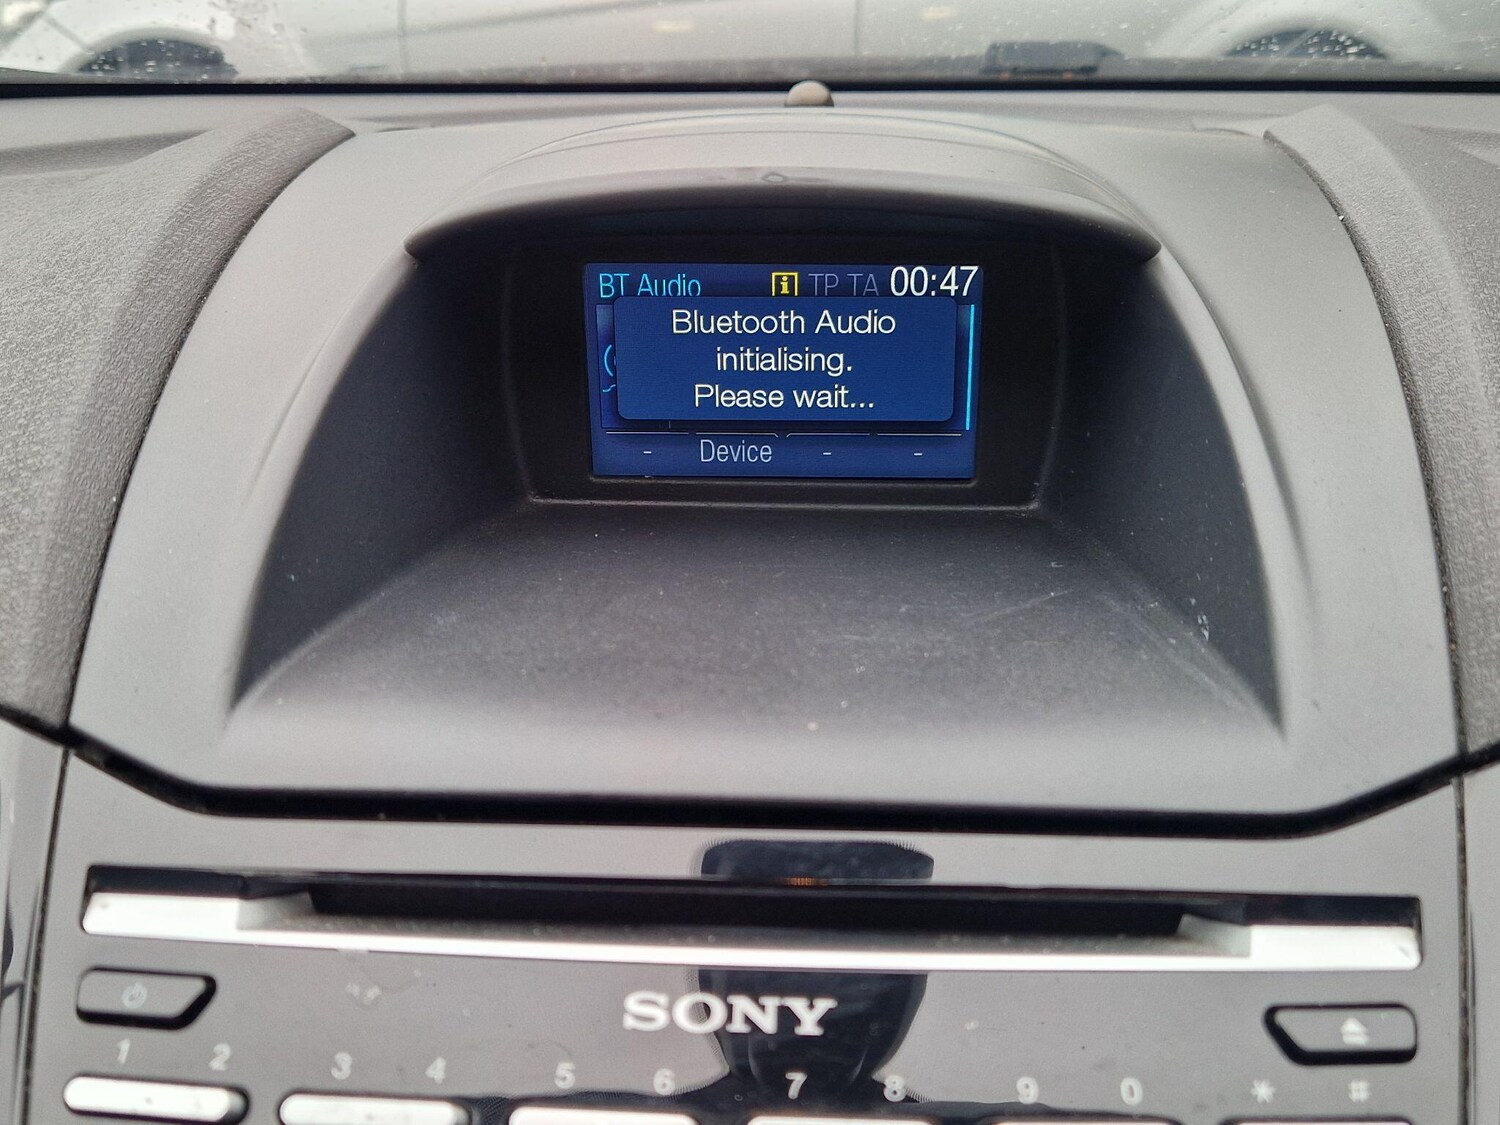 BT Audio i TP TA 00:47
Bluetooth Audio
initialising.
Please wait...
- Device - -
SONY
1 2 3 4 5 6 7 8 9 0 * #